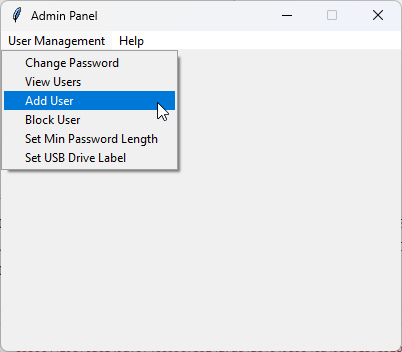 Admin Panel
User Management Help
Change Password
View Users
Add User
Block User
Set Min Password Length
Set USB Drive Label